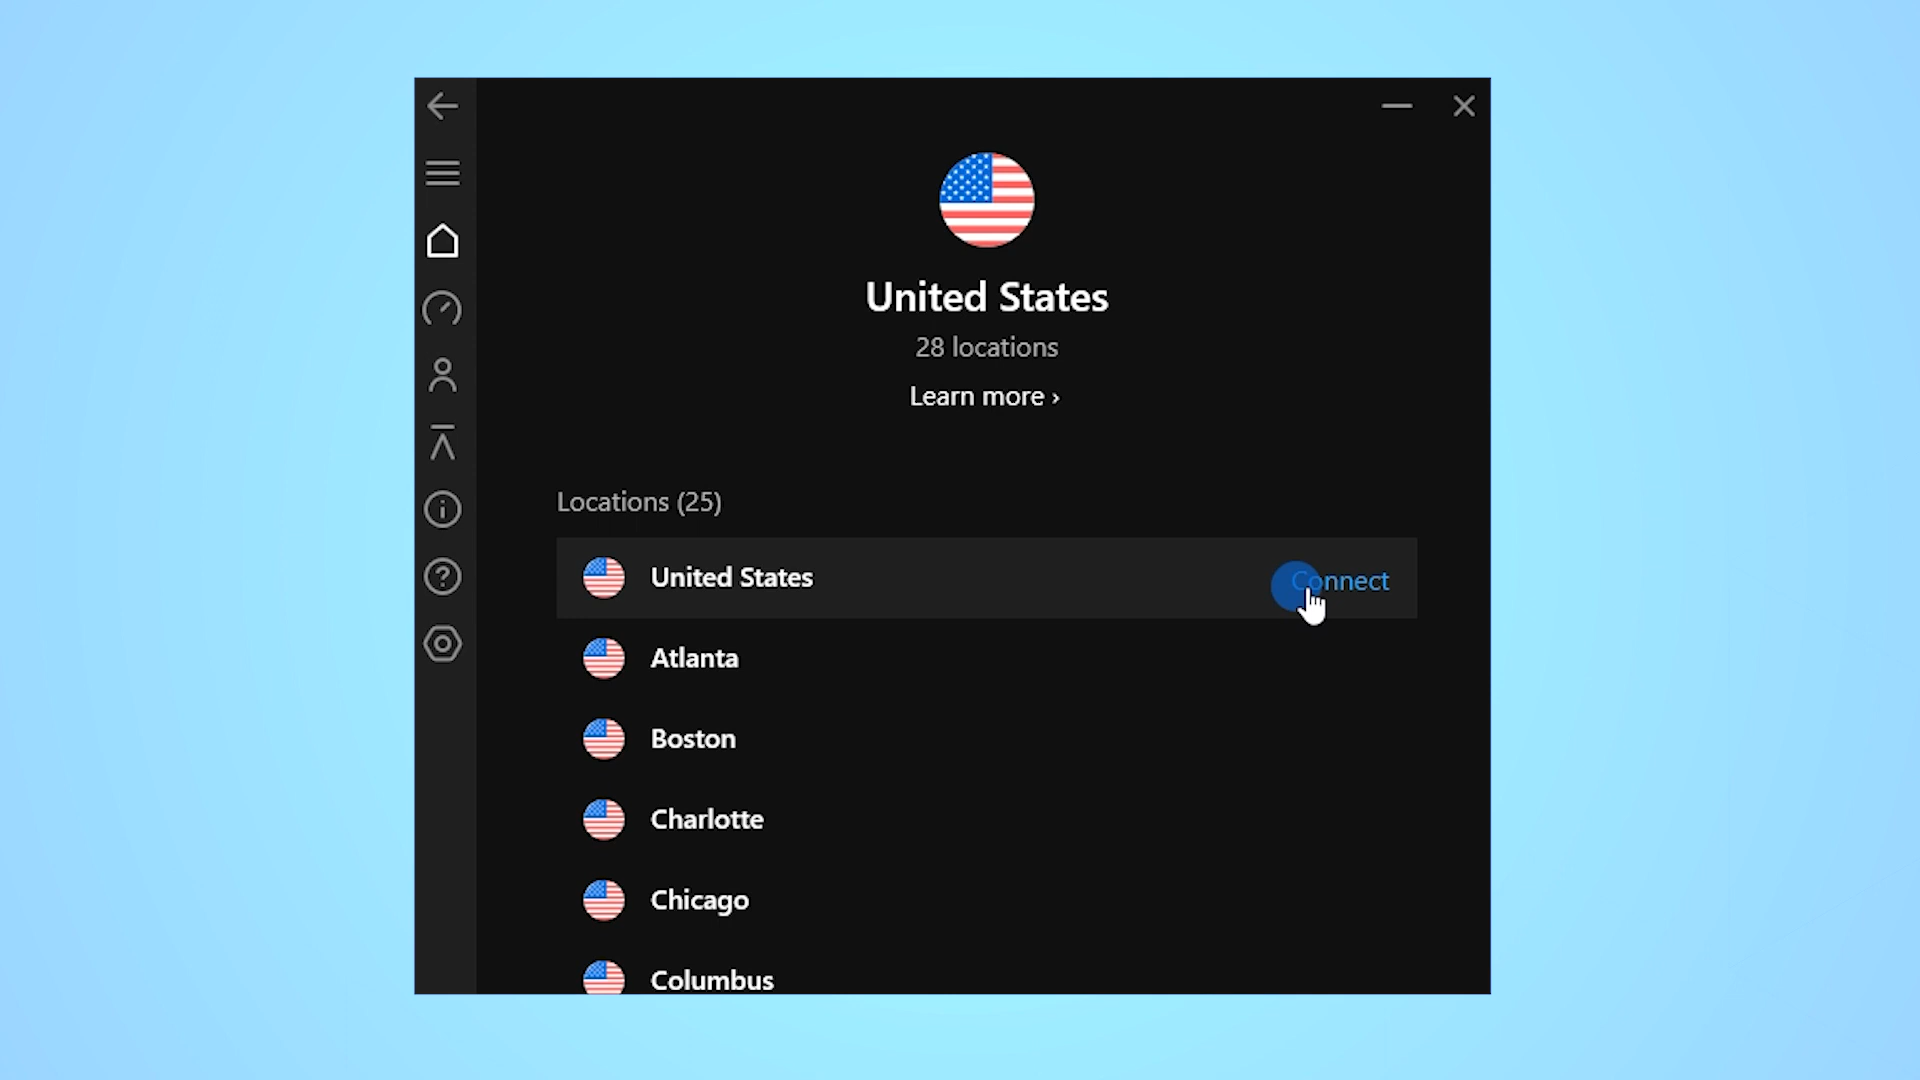 United States
28 locations
Learn more ›
Locations (25)
United States
Connect
Atlanta
Boston
Charlotte
Chicago
Columbus